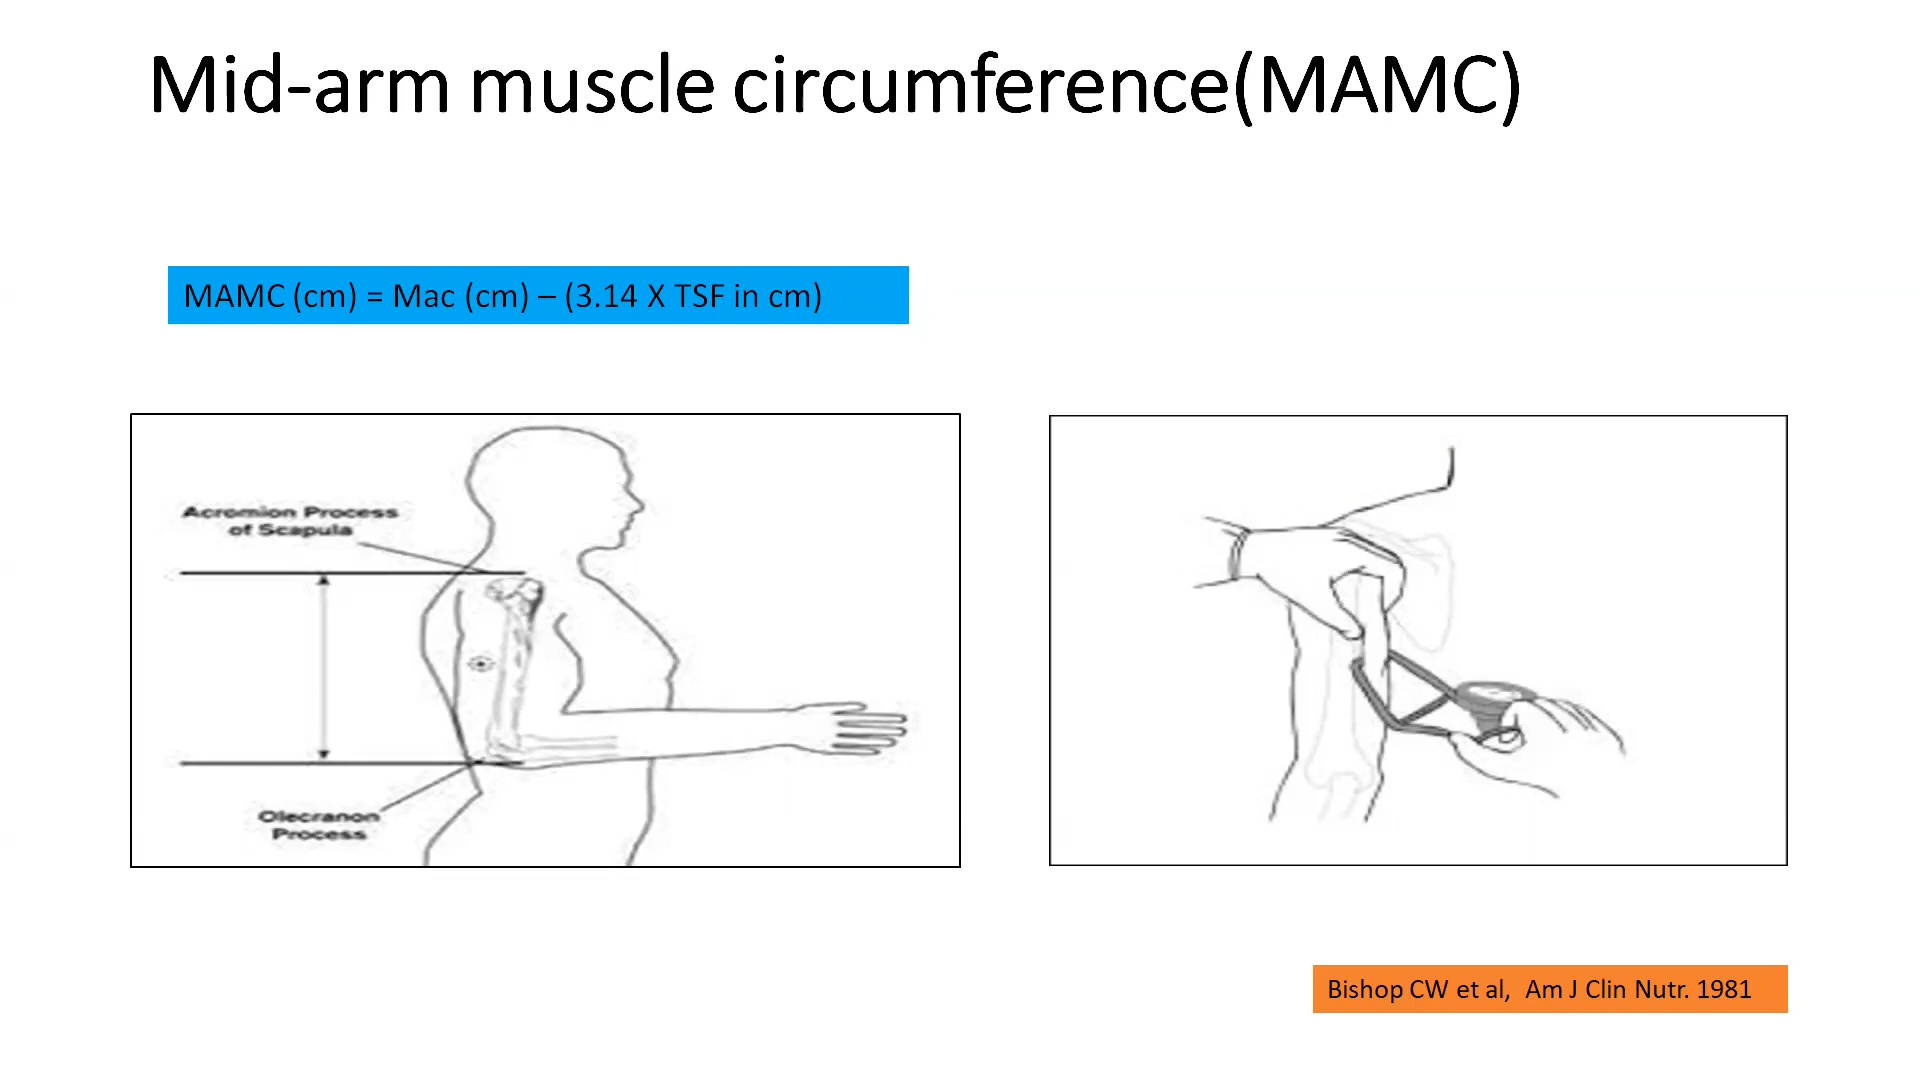 Mid-arm muscle circumference(MAMC)
MAMC (cm) = Mac (cm) – (3.14 X TSF in cm)
Acromion Process
of Scapula
Olecranon
Process
Bishop CW et al, Am J Clin Nutr. 1981